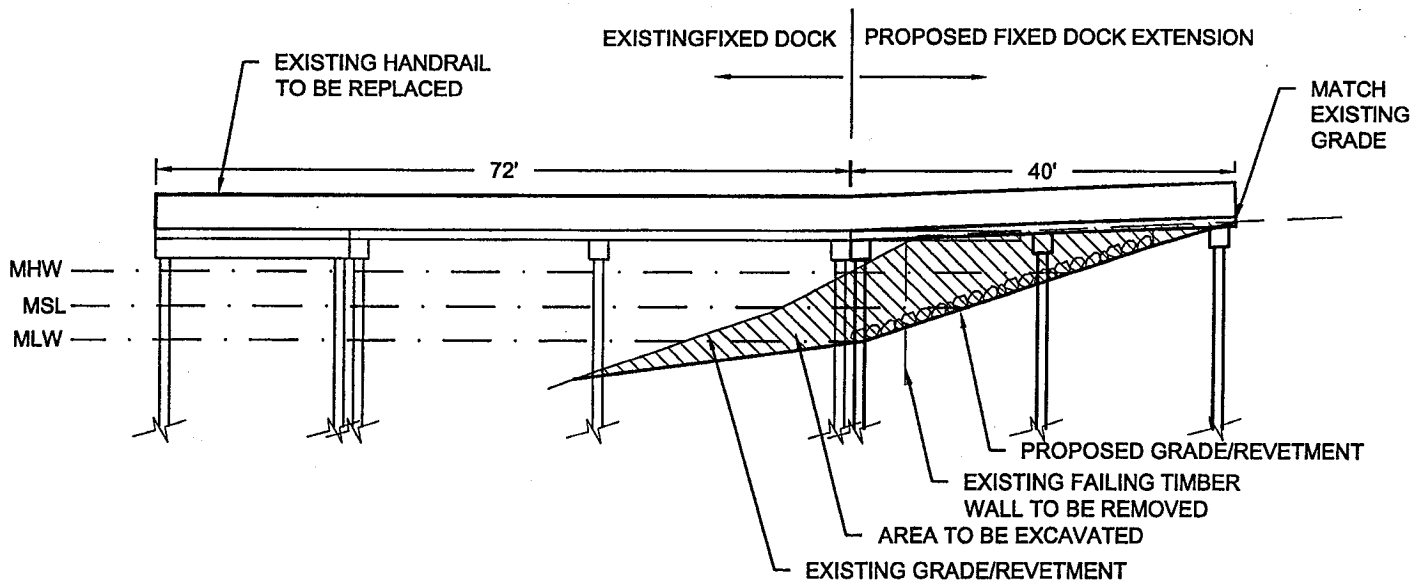 EXISTINGFIXED DOCK
PROPOSED FIXED DOCK EXTENSION
EXISTING HANDRAIL
TO BE REPLACED
MATCH
EXISTING
GRADE
72'
40'
MHW
MSL
MLW
PROPOSED GRADE/REVETMENT
EXISTING FAILING TIMBER
WALL TO BE REMOVED
AREA TO BE EXCAVATED
EXISTING GRADE/REVETMENT